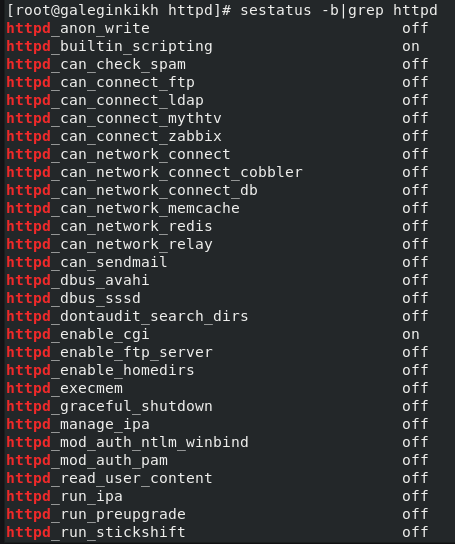 [root@galeginkikh httpd]# sestatus -b|grep httpd
httpd_anon_write off
httpd_builtin_scripting on
httpd_can_check_spam off
httpd_can_connect_ftp off
httpd_can_connect_ldap off
httpd_can_connect_mythtv off
httpd_can_connect_zabbix off
httpd_can_network_connect off
httpd_can_network_connect_cobbler off
httpd_can_network_connect_db off
httpd_can_network_memcache off
httpd_can_network_redis off
httpd_can_network_relay off
httpd_can_sendmail off
httpd_dbus_avahi off
httpd_dbus_sssd off
httpd_dontaudit_search_dirs off
httpd_enable_cgi on
httpd_enable_ftp_server off
httpd_enable_homedirs off
httpd_execmem off
httpd_graceful_shutdown off
httpd_manage_ipa off
httpd_mod_auth_ntlm_winbind off
httpd_mod_auth_pam off
httpd_read_user_content off
httpd_run_ipa off
httpd_run_preupgrade off
httpd_run_stickshift off